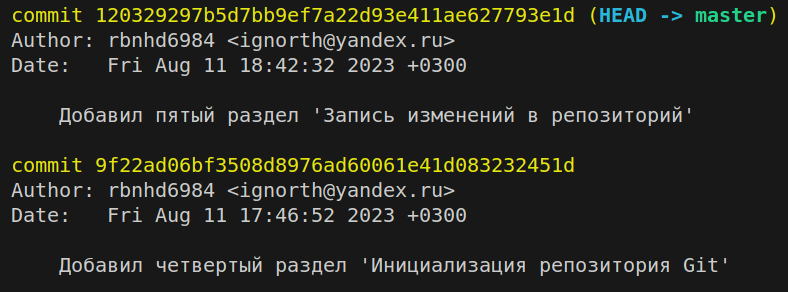 commit 120329297b5d7bb9ef7a22d93e411ae627793e1d (HEAD -> master)
Author: rbnhd6984 <ignorth@yandex.ru>
Date:   Fri Aug 11 18:42:32 2023 +0300
Добавил пятый раздел 'Запись изменений в репозиторий'
commit 9f22ad06bf3508d8976ad60061e41d083232451d
Author: rbnhd6984 <ignorth@yandex.ru>
Date:   Fri Aug 11 17:46:52 2023 +0300
Добавил четвертый раздел 'Инициализация репозитория Git'